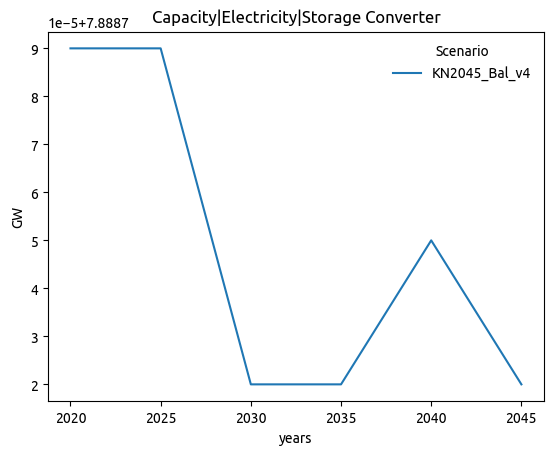 Capacity|Electricity|Storage Converter
1e−5+7.8887
Scenario
KN2045_Bal_v4
9
8
7
6
5
4
3
2
GW
2020 2025 2030 2035 2040 2045
years